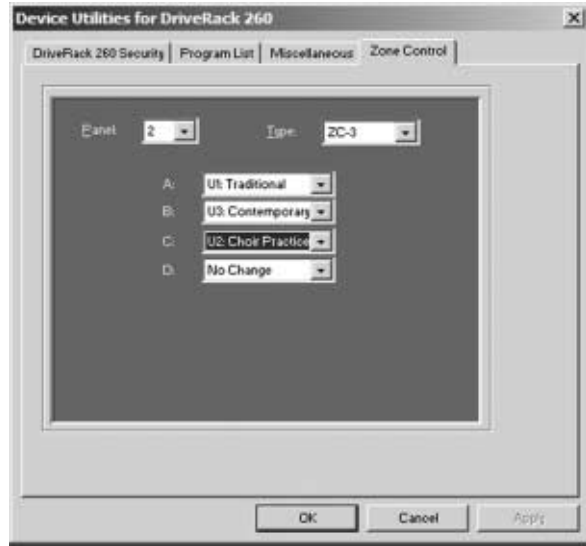 Device Utilities for DriveRack 260
DriveRack 260 Security Program List Miscellaneous Zone Control
Panel: 2 Type: ZC-3
A: U1: Traditional
B: U3: Contemporary
C: U2: Choir Practice
D: No Change
OK Cancel Apply